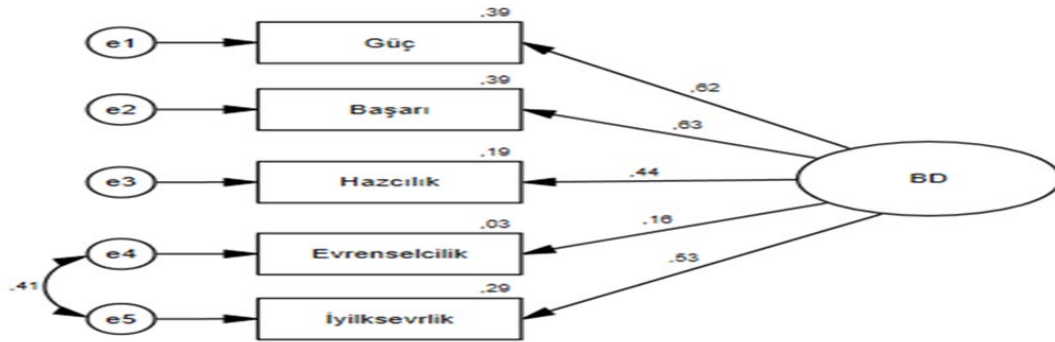 .39
e1 Güç
.62
.39
e2 Başarı
.63
.19
e3 Hazcılık
.44
BD
.03
e4 Evrenselcilik
.16
.41
.29
e5 İyilksevrlik
.53